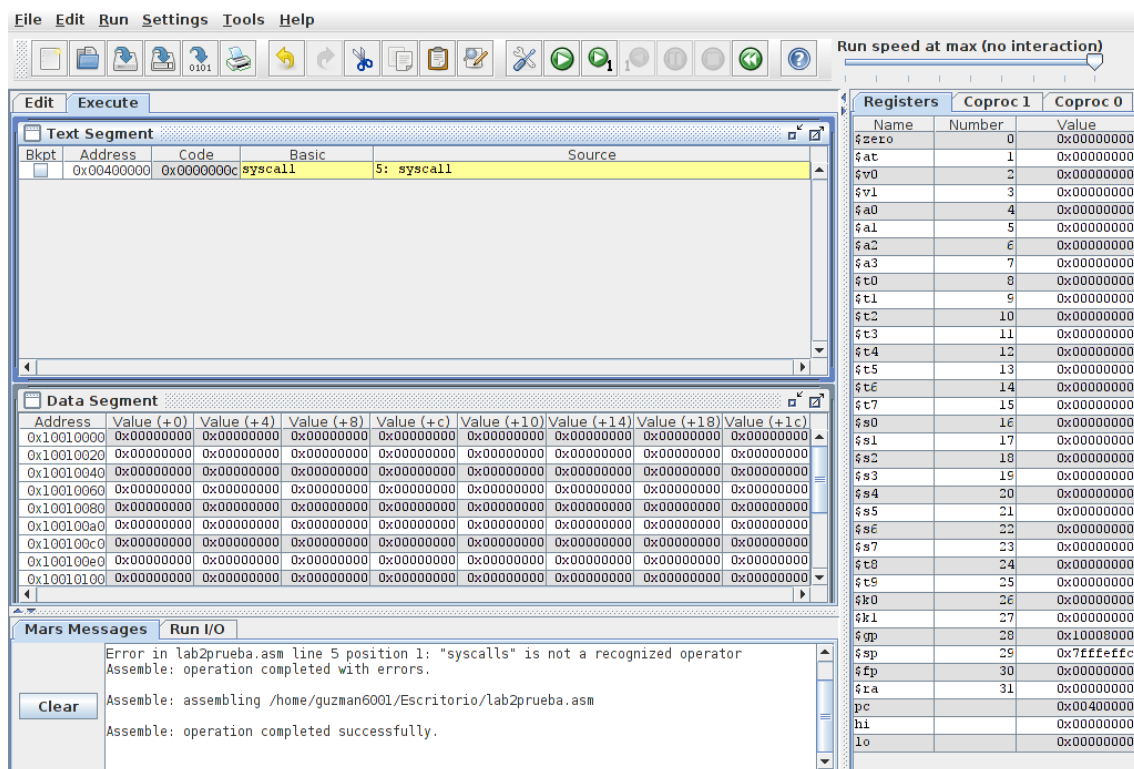 File Edit Run Settings Tools Help
Run speed at max (no interaction)
0101
1
1
?
Edit Execute
Registers Coproc 1 Coproc 0
Text Segment
Bkpt Address Code Basic Source
0x00400000 0x0000000c syscall 5: syscall
Name Number Value
$zero 0 0x00000000
$at 1 0x00000000
$v0 2 0x00000000
$v1 3 0x00000000
$a0 4 0x00000000
$a1 5 0x00000000
$a2 6 0x00000000
$a3 7 0x00000000
$t0 8 0x00000000
$t1 9 0x00000000
$t2 10 0x00000000
$t3 11 0x00000000
$t4 12 0x00000000
$t5 13 0x00000000
$t6 14 0x00000000
$t7 15 0x00000000
$s0 16 0x00000000
$s1 17 0x00000000
$s2 18 0x00000000
$s3 19 0x00000000
$s4 20 0x00000000
$s5 21 0x00000000
$s6 22 0x00000000
$s7 23 0x00000000
$t8 24 0x00000000
$t9 25 0x00000000
$k0 26 0x00000000
$k1 27 0x00000000
$gp 28 0x10008000
$sp 29 0x7fffeffc
$fp 30 0x00000000
$ra 31 0x00000000
pc 0x00400000
hi 0x00000000
lo 0x00000000
Data Segment
Address Value (+0) Value (+4) Value (+8) Value (+c) Value (+10) Value (+14) Value (+18) Value (+1c)
0x10010000 0x00000000 0x00000000 0x00000000 0x00000000 0x00000000 0x00000000 0x00000000 0x00000000
0x10010020 0x00000000 0x00000000 0x00000000 0x00000000 0x00000000 0x00000000 0x00000000 0x00000000
0x10010040 0x00000000 0x00000000 0x00000000 0x00000000 0x00000000 0x00000000 0x00000000 0x00000000
0x10010060 0x00000000 0x00000000 0x00000000 0x00000000 0x00000000 0x00000000 0x00000000 0x00000000
0x10010080 0x00000000 0x00000000 0x00000000 0x00000000 0x00000000 0x00000000 0x00000000 0x00000000
0x100100a0 0x00000000 0x00000000 0x00000000 0x00000000 0x00000000 0x00000000 0x00000000 0x00000000
0x100100c0 0x00000000 0x00000000 0x00000000 0x00000000 0x00000000 0x00000000 0x00000000 0x00000000
0x100100e0 0x00000000 0x00000000 0x00000000 0x00000000 0x00000000 0x00000000 0x00000000 0x00000000
0x10010100 0x00000000 0x00000000 0x00000000 0x00000000 0x00000000 0x00000000 0x00000000 0x00000000
Mars Messages Run I/O
Error in lab2prueba.asm line 5 position 1: "syscalls" is not a recognized operator
Assemble: operation completed with errors.
Assemble: assembling /home/guzman6001/Escritorio/lab2prueba.asm
Assemble: operation completed successfully.
Clear